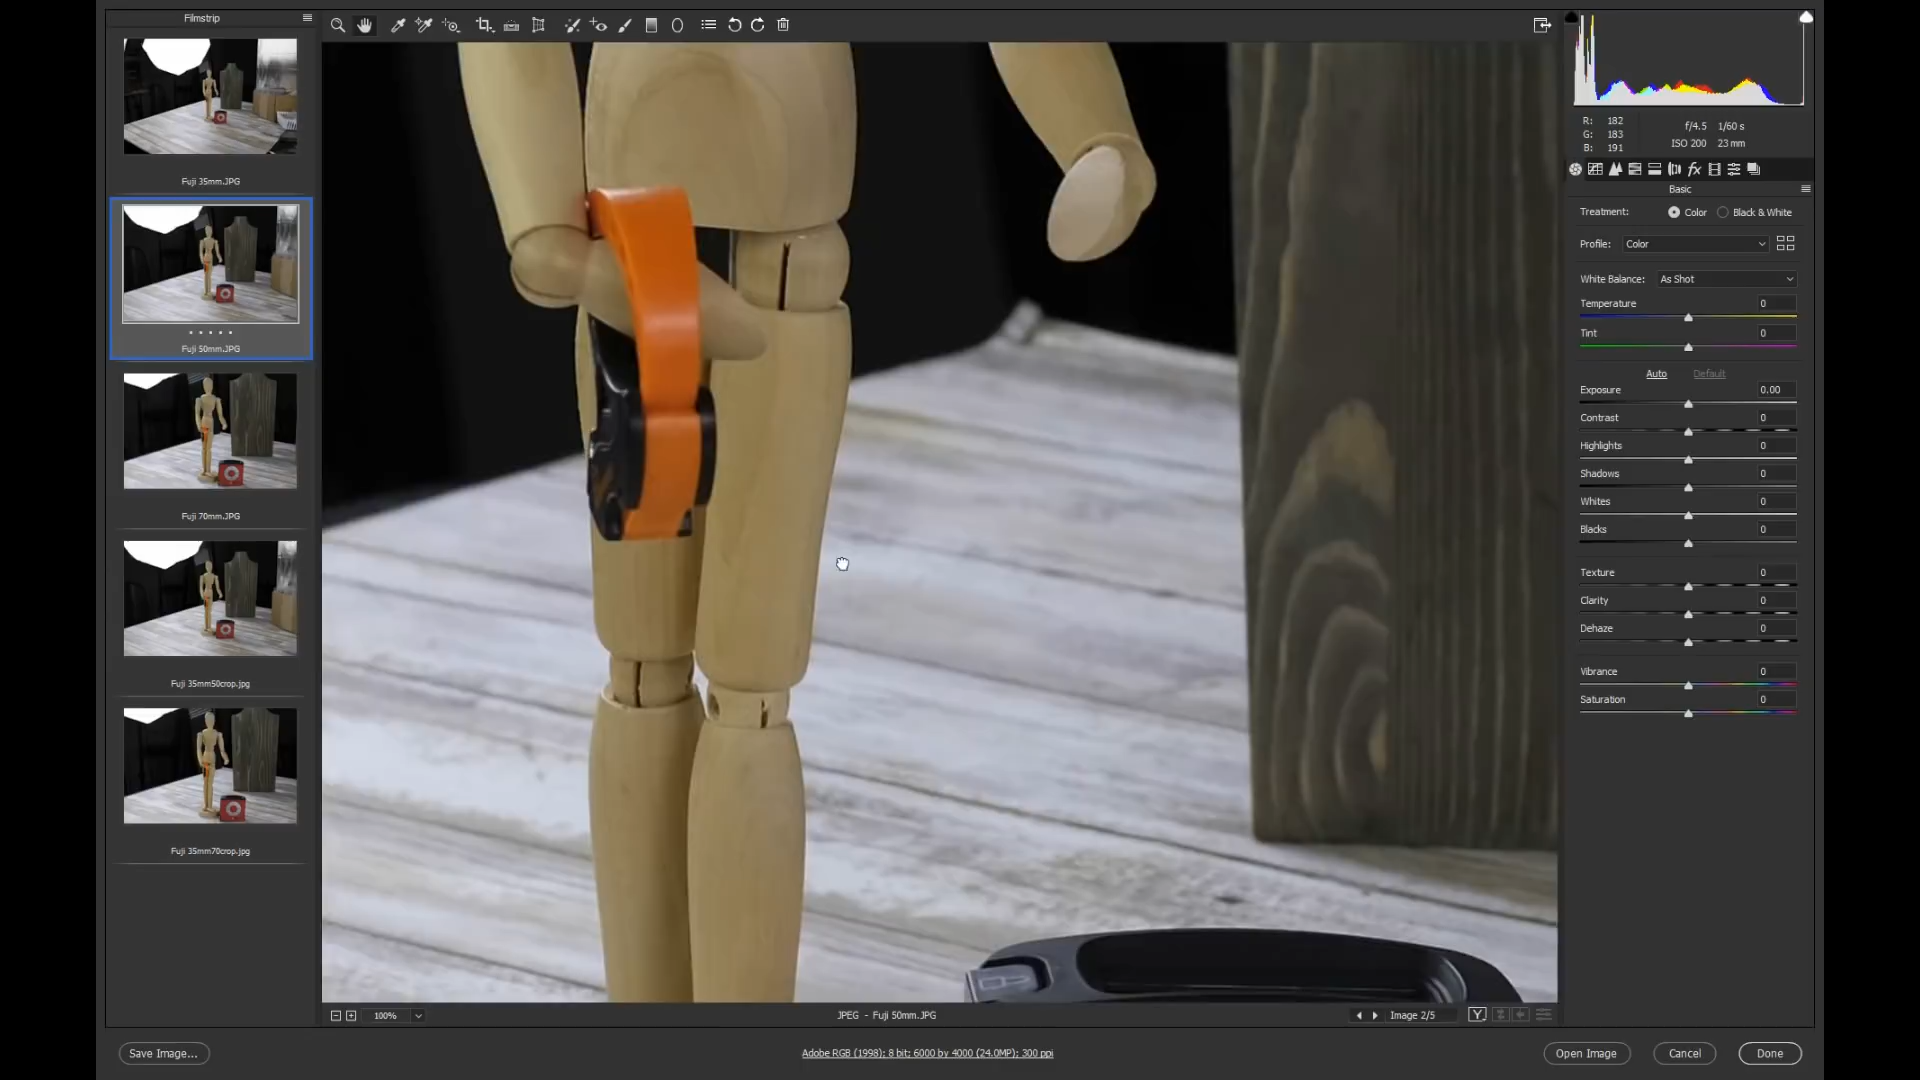 Filmstrip
Fuji 35mm.JPG
Fuji 50mm.JPG
Fuji 70mm.JPG
Fuji 35mm50crop.jpg
Fuji 35mm70crop.jpg
R: 182
G: 183
B: 191
f/4.5 1/60 s
ISO 200 23 mm
Basic
Treatment: Color Black & White
Profile: Color
White Balance: As Shot
Temperature 0
Tint 0
Auto Default
Exposure 0.00
Contrast 0
Highlights 0
Shadows 0
Whites 0
Blacks 0
Texture 0
Clarity 0
Dehaze 0
Vibrance 0
Saturation 0
100%
JPEG - Fuji 50mm.JPG
Image 2/5
Y
Save Image...
Adobe RGB (1998); 8 bit; 6000 by 4000 (24.0MP); 300 ppi
Open Image
Cancel
Done